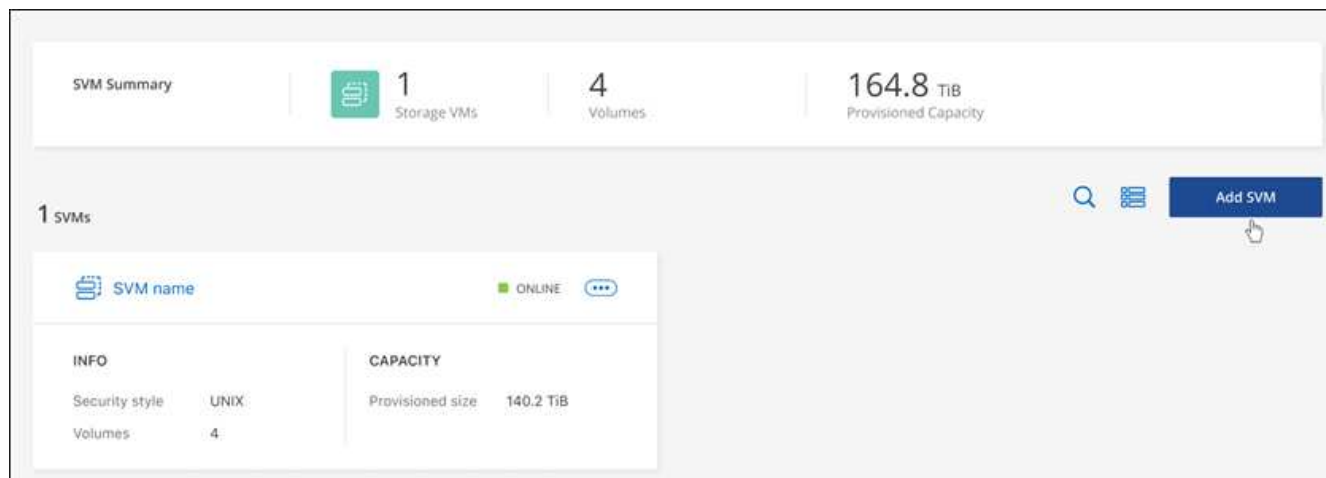 SVM Summary
1
Storage VMs
4
Volumes
164.8 TiB
Provisioned Capacity
1 SVMs
Add SVM
SVM name
ONLINE
INFO
Security style UNIX
Volumes 4
CAPACITY
Provisioned size 140.2 TiB